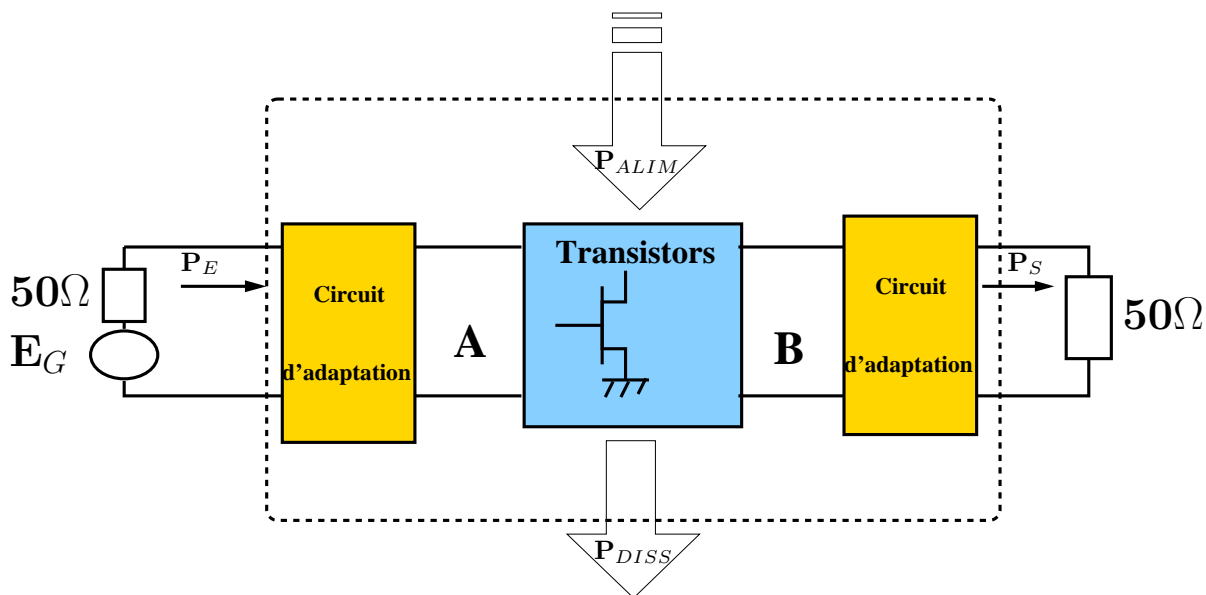 P_ALIM
Transistors
P_E
P_S
50Ω
Circuit
Circuit
50Ω
E_G
A
B
d'adaptation
d'adaptation
P_DISS